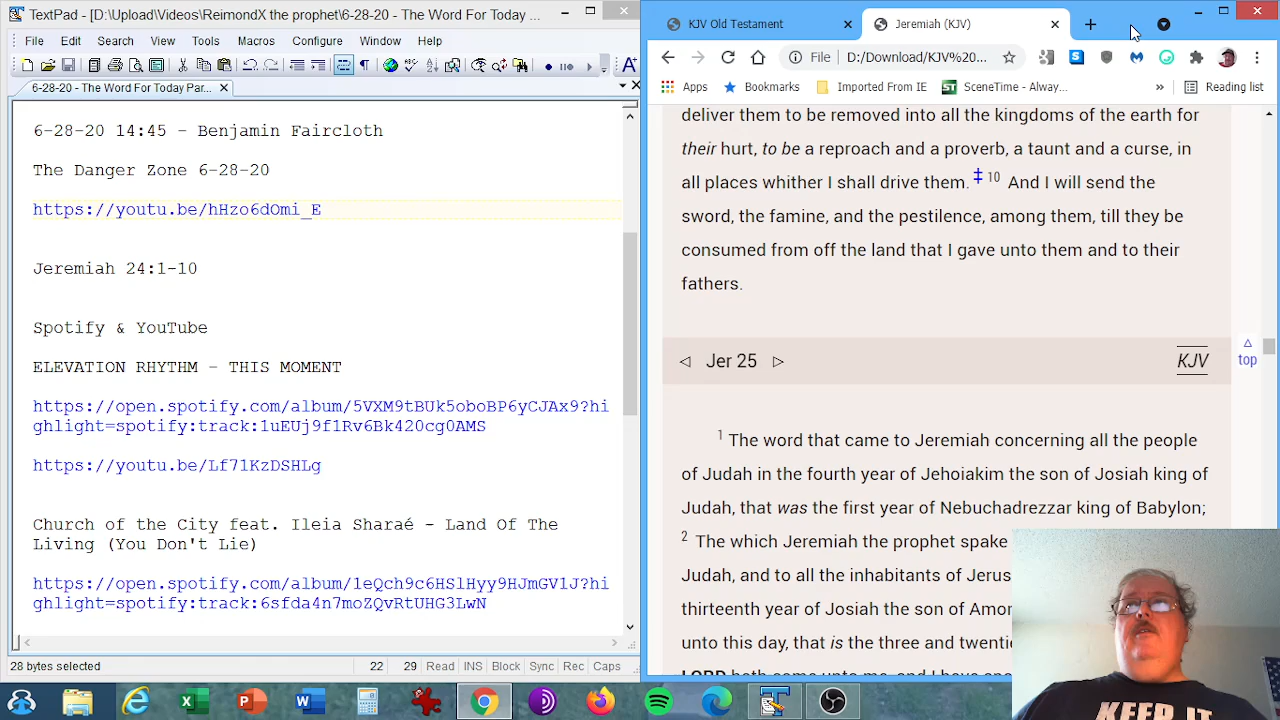 TextPad - [D:\Upload\Videos\ReimondX the prophet\6-28-20 - The Word For Today ...
File Edit Search View Tools Macros Configure Window Help
6-28-20 - The Word For Today Par...
6-28-20 14:45 - Benjamin Faircloth
The Danger Zone 6-28-20
https://youtu.be/hHzo6dOmi_E
Jeremiah 24:1-10
Spotify & YouTube
ELEVATION RHYTHM - THIS MOMENT
https://open.spotify.com/album/5VXM9tBUk5oboBP6yCJAx9?hi
ghlight=spotify:track:1uEUj9f1Rv6Bk420cg0AMS
https://youtu.be/Lf71KzDSHLg
Church of the City feat. Ileia Sharaé - Land Of The
Living (You Don't Lie)
https://open.spotify.com/album/1eQch9c6HSlHyy9HJmGV1J?hi
ghlight=spotify:track:6sfda4n7moZQvRtUHG3LwN
28 bytes selected 22 29 Read INS Block Sync Rec Caps
KJV Old Testament Jeremiah (KJV)
File D:/Download/KJV%20...
Apps Bookmarks Imported From IE SceneTime - Alway... » Reading list
deliver them to be removed into all the kingdoms of the earth for
their hurt, to be a reproach and a proverb, a taunt and a curse, in
all places whither I shall drive them.‡ 10 And I will send the
sword, the famine, and the pestilence, among them, till they be
consumed from off the land that I gave unto them and to their
fathers.
◁ Jer 25 ▷ KJV
△
top
1 The word that came to Jeremiah concerning all the people
of Judah in the fourth year of Jehoiakim the son of Josiah king of
Judah, that was the first year of Nebuchadrezzar king of Babylon;
2 The which Jeremiah the prophet spake
Judah, and to all the inhabitants of Jerus
thirteenth year of Josiah the son of Amor
unto this day, that is the three and twenti
KEEP IT